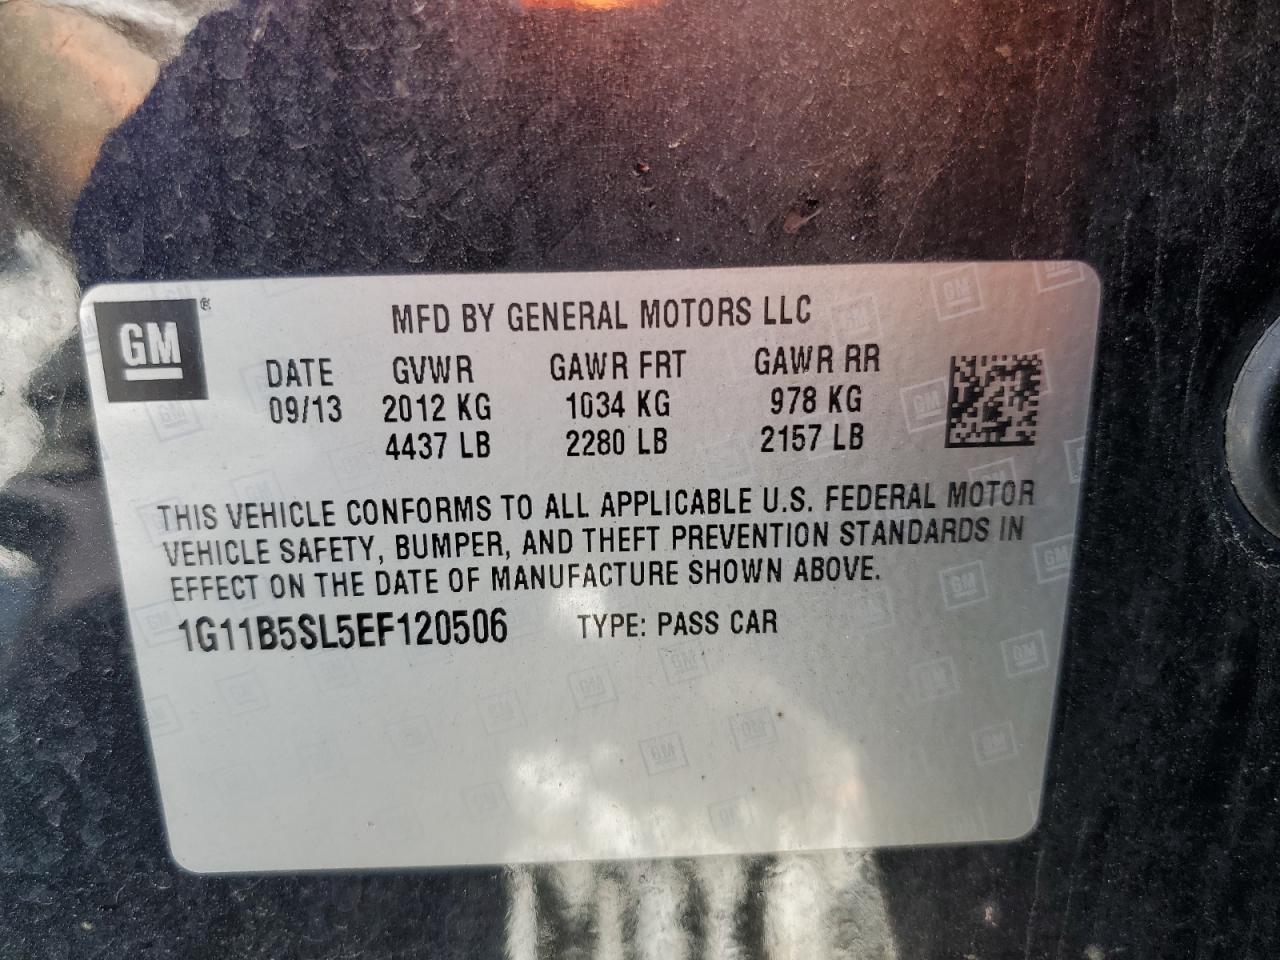 GM ®
MFD BY GENERAL MOTORS LLC
DATE GVWR GAWR FRT GAWR RR
09/13 2012 KG 1034 KG 978 KG
4437 LB 2280 LB 2157 LB
THIS VEHICLE CONFORMS TO ALL APPLICABLE U.S. FEDERAL MOTOR
VEHICLE SAFETY, BUMPER, AND THEFT PREVENTION STANDARDS IN
EFFECT ON THE DATE OF MANUFACTURE SHOWN ABOVE.
1G11B5SL5EF120506 TYPE: PASS CAR